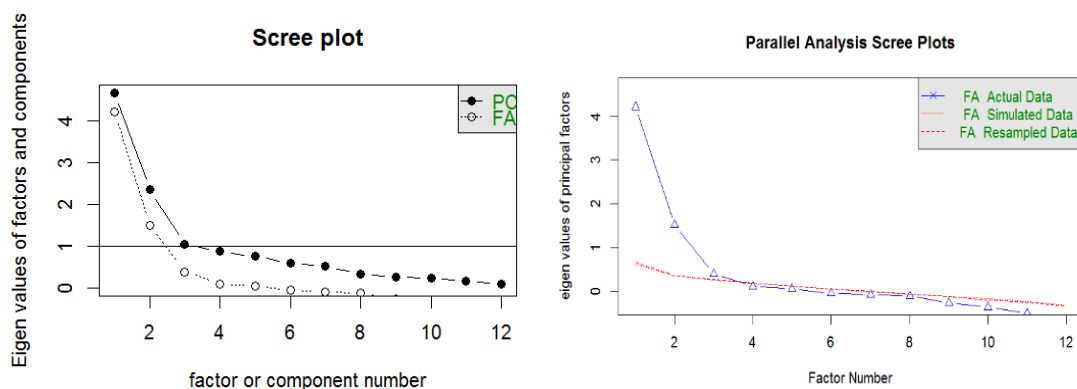 Scree plot
Eigen values of factors and components
4
3
2
1
0
PC
FA
2 4 6 8 10 12
factor or component number
Parallel Analysis Scree Plots
eigen values of principal factors
4
3
2
1
0
FA Actual Data
FA Simulated Data
FA Resampled Data
2 4 6 8 10 12
Factor Number